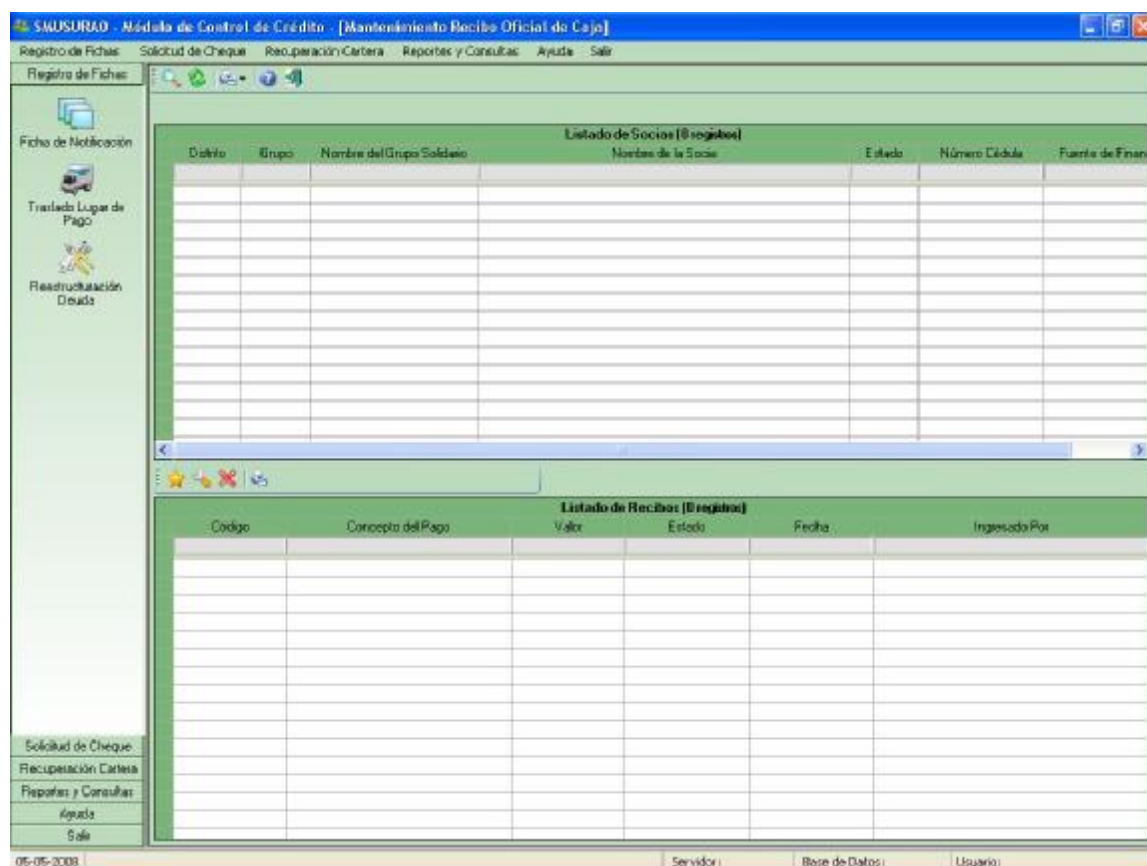 SMUSURA0 - Módulo de Control de Crédito - [Mantenimiento Recibo Oficial de Caja]
Registro de Fichas Solicitud de Cheque Recuperación Cartera Reportes y Consultas Ayuda Salir
Registro de Fichas
Ficha de Notificación
Traslado Lugar de
Pago
Reestructuración
Deuda
Listado de Socias (0 registros)
Distrito Grupo Nombre del Grupo Solidario Nombre de la Socia Estado Número Cédula Fuente de Finan
Listado de Recibos (0 registros)
Código Concepto del Pago Valor Estado Fecha Ingresado Por
Solicitud de Cheque
Recuperación Cartera
Reportes y Consultas
Ayuda
Salir
05-05-2008 Servidor: Base de Datos: Usuario: